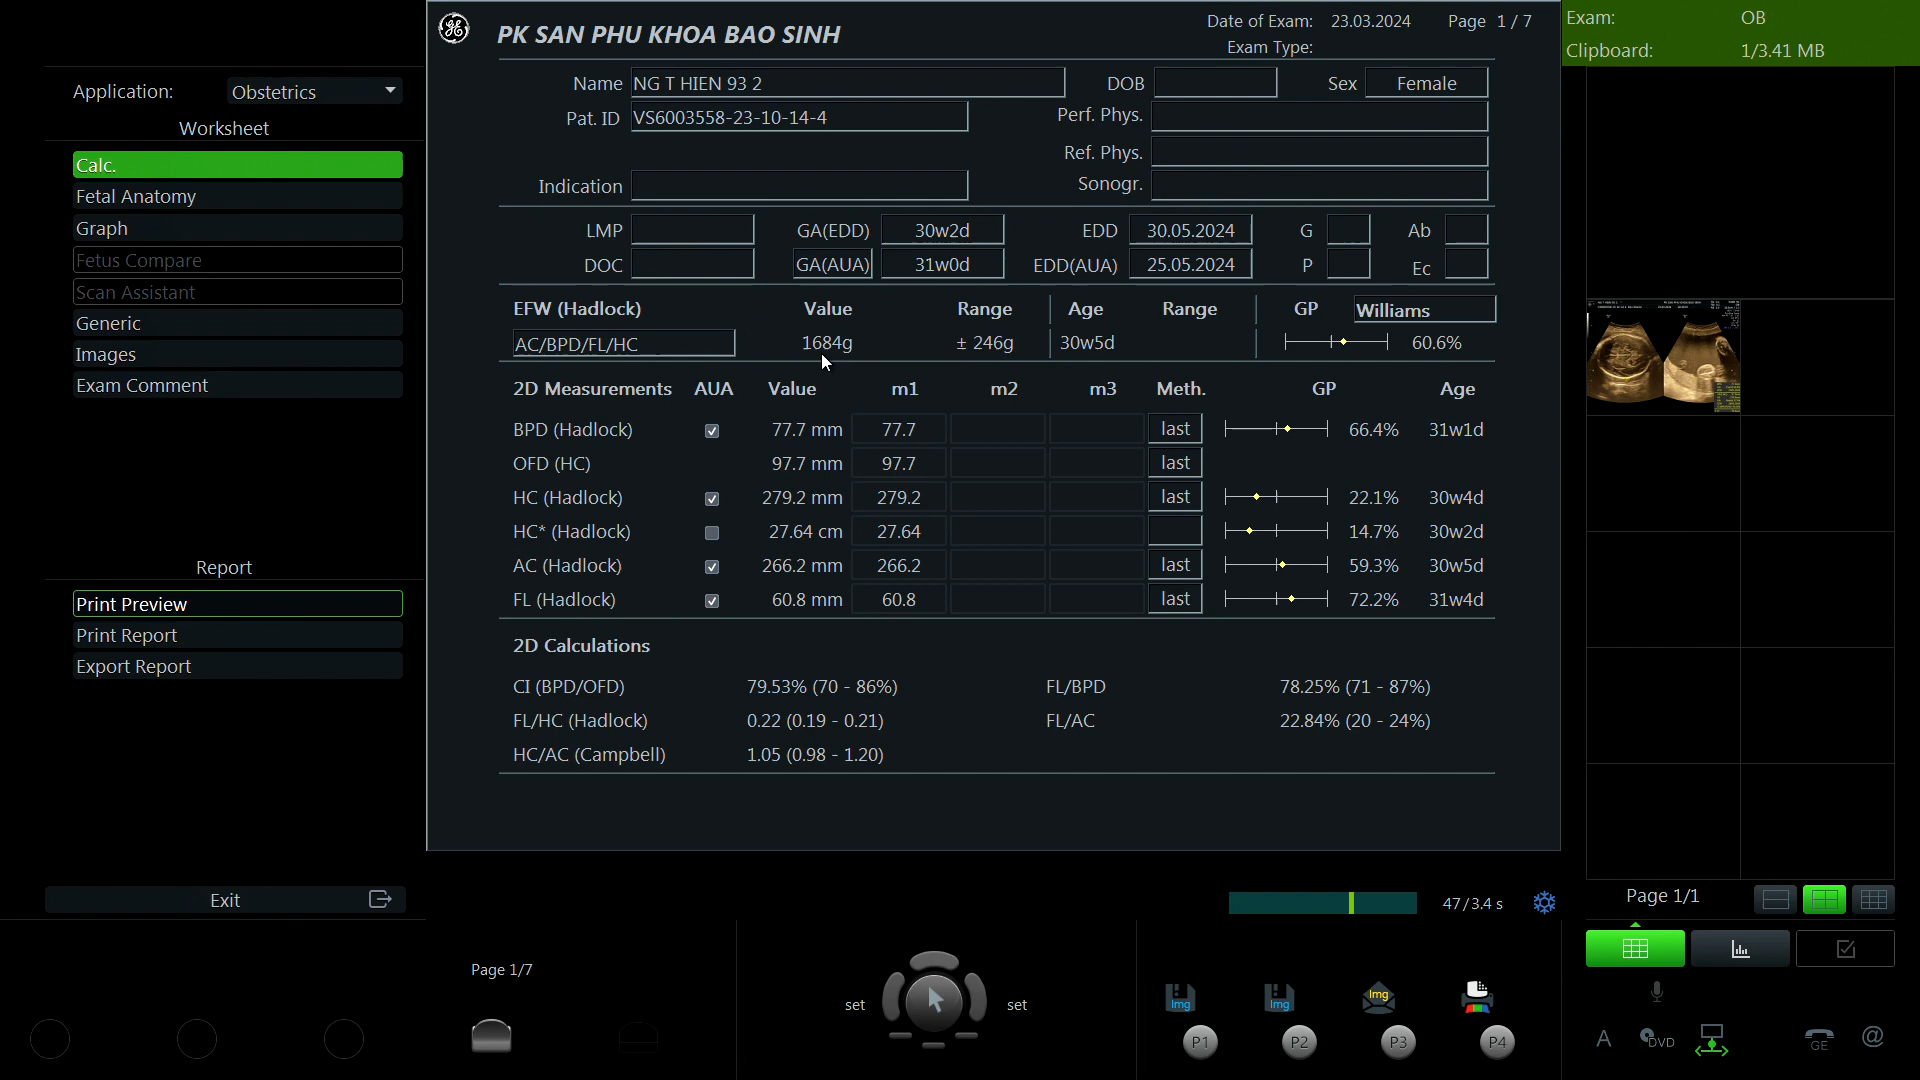 PK SAN PHU KHOA BAO SINH
Date of Exam: 23.03.2024 Page 1 / 7
Exam Type:
Exam: OB
Clipboard: 1/3.41 MB
Application: Obstetrics
Worksheet
Calc.
Fetal Anatomy
Graph
Fetus Compare
Scan Assistant
Generic
Images
Exam Comment
Report
Print Preview
Print Report
Export Report
Exit
Name NG T HIEN 93 2 DOB Sex Female
Pat. ID VS6003558-23-10-14-4 Perf. Phys.
Ref. Phys.
Indication Sonogr.
LMP GA(EDD) 30w2d EDD 30.05.2024 G Ab
DOC GA(AUA) 31w0d EDD(AUA) 25.05.2024 P Ec
EFW (Hadlock) Value Range Age Range GP Williams
AC/BPD/FL/HC 1684g ± 246g 30w5d 60.6%
2D Measurements AUA Value m1 m2 m3 Meth. GP Age
BPD (Hadlock) 77.7 mm 77.7 last 66.4% 31w1d
OFD (HC) 97.7 mm 97.7 last
HC (Hadlock) 279.2 mm 279.2 last 22.1% 30w4d
HC* (Hadlock) 27.64 cm 27.64 14.7% 30w2d
AC (Hadlock) 266.2 mm 266.2 last 59.3% 30w5d
FL (Hadlock) 60.8 mm 60.8 last 72.2% 31w4d
2D Calculations
CI (BPD/OFD) 79.53% (70 - 86%) FL/BPD 78.25% (71 - 87%)
FL/HC (Hadlock) 0.22 (0.19 - 0.21) FL/AC 22.84% (20 - 24%)
HC/AC (Campbell) 1.05 (0.98 - 1.20)
47/3.4 s
Page 1/1
Page 1/7
set set
Img Img Img
P1 P2 P3 P4
A DVD GE @